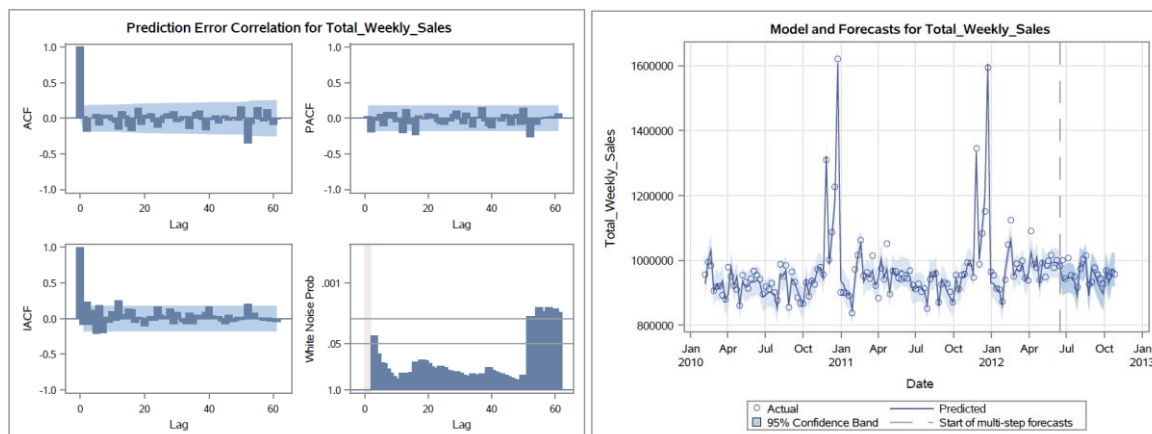 Prediction Error Correlation for Total_Weekly_Sales
1.0
0.5
0.0
-0.5
-1.0
ACF
0 20 40 60
Lag
1.0
0.5
0.0
-0.5
-1.0
PACF
0 20 40 60
Lag
1.0
0.5
0.0
-0.5
-1.0
IACF
0 20 40 60
Lag
.001
.05
1.0
White Noise Prob
0 20 40 60
Lag
Model and Forecasts for Total_Weekly_Sales
1600000
1400000
1200000
1000000
800000
Total_Weekly_Sales
Jan Apr Jul Oct Jan Apr Jul Oct Jan Apr Jul Oct Jan
2010 2011 2012 2013
Date
Actual Predicted
95% Confidence Band Start of multi-step forecasts